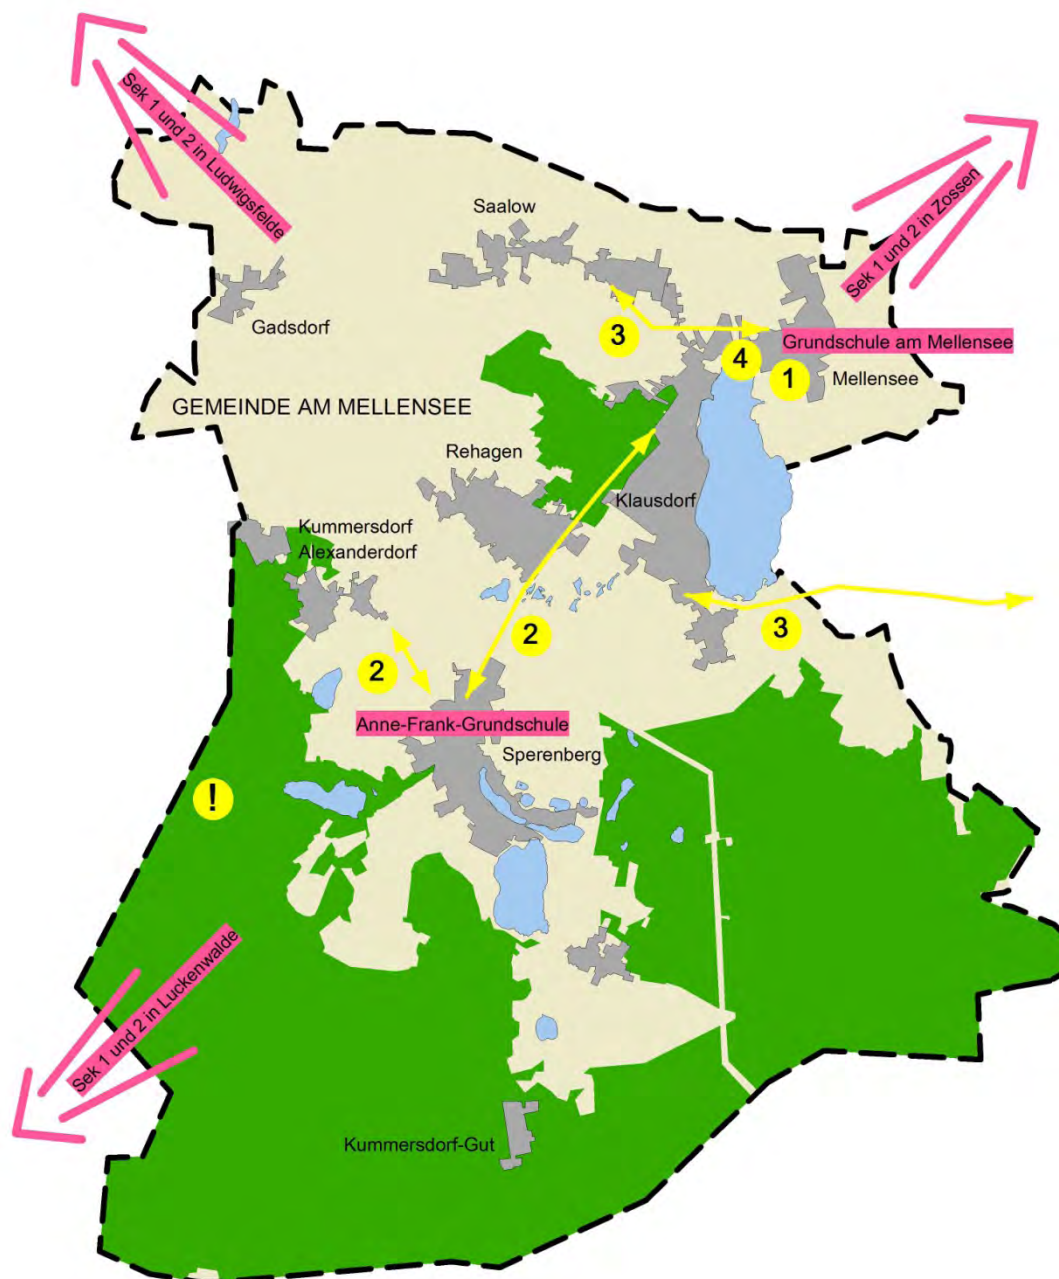 Sek 1 und 2 in Ludwigsfelde
Sek 1 und 2 in Zossen
Saalow
Gadsdorf
3
Grundschule am Mellensee
4
1
Mellensee
GEMEINDE AM MELLENSEE
Rehagen
Klausdorf
Kummersdorf
Alexanderdorf
2
3
2
Anne-Frank-Grundschule
Sperenberg
!
Sek 1 und 2 in Luckenwalde
Kummersdorf-Gut